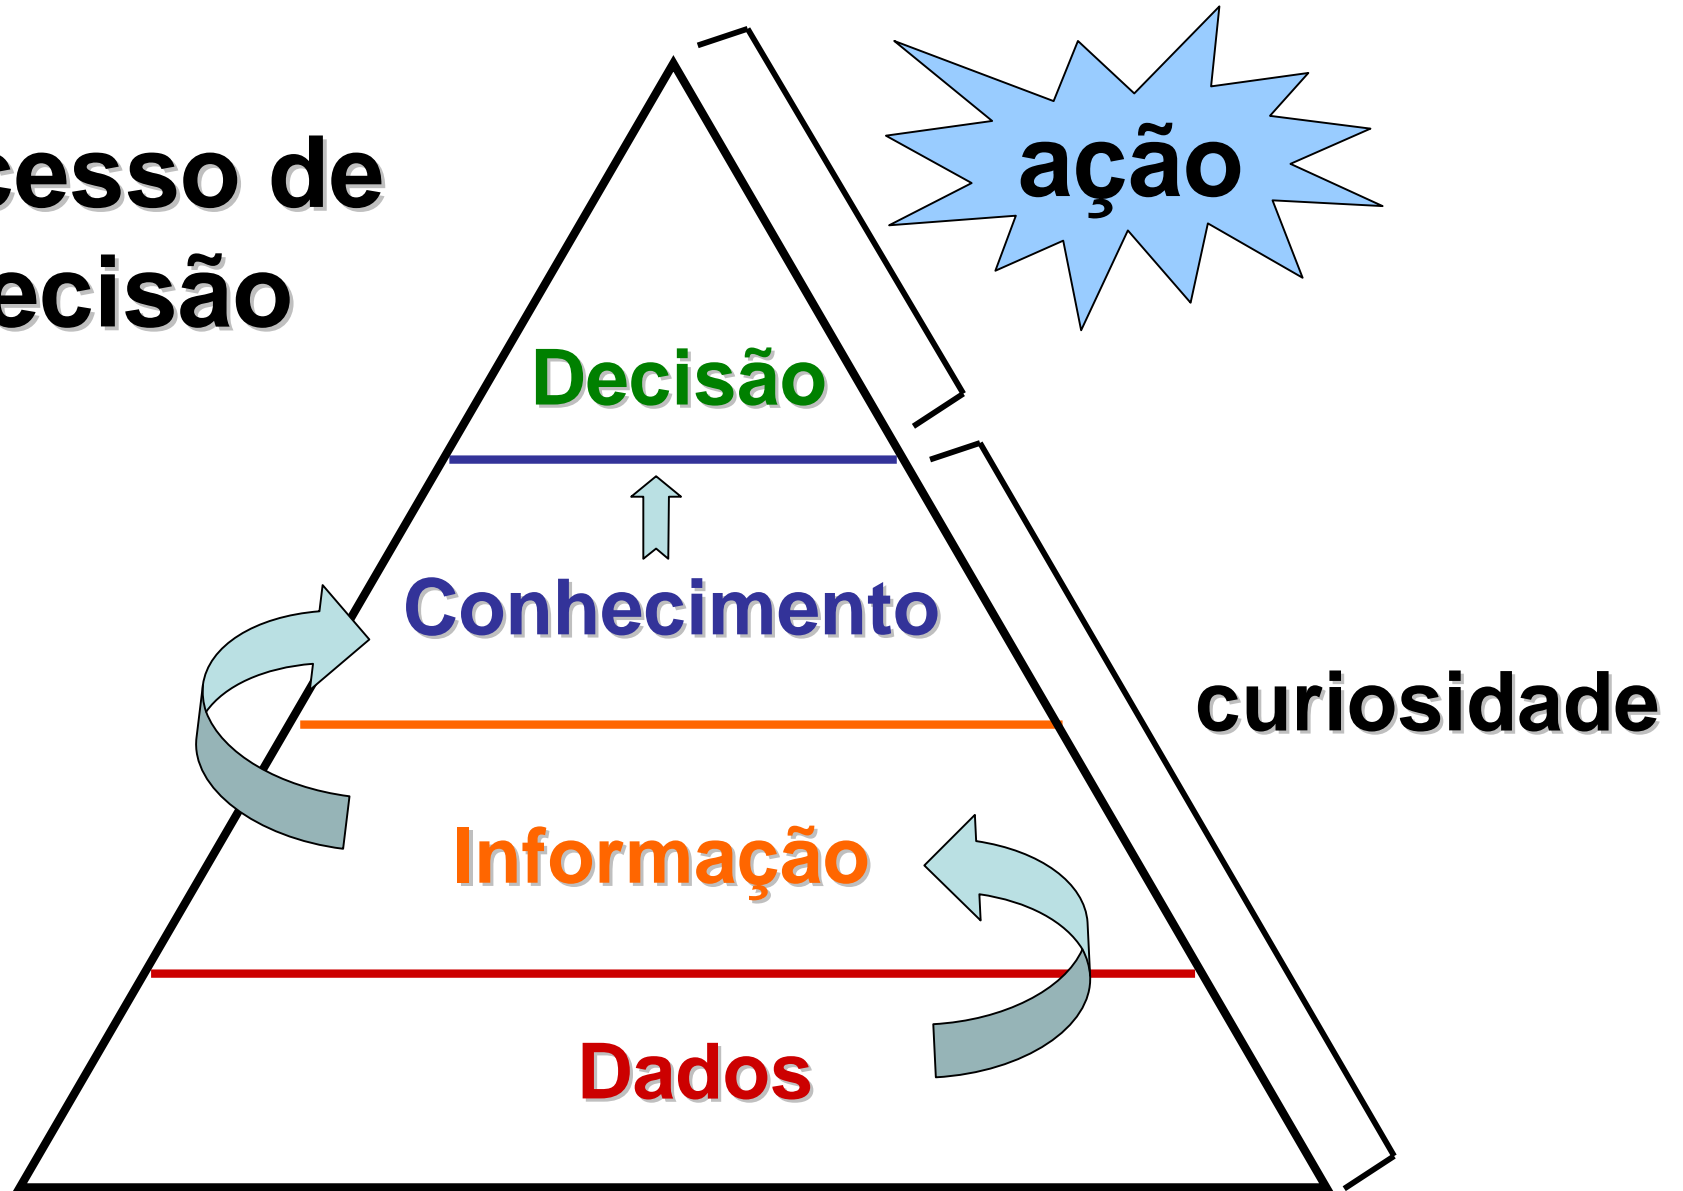 ação
cesso de
ecisão
Decisão
Conhecimento
curiosidade
Informação
Dados